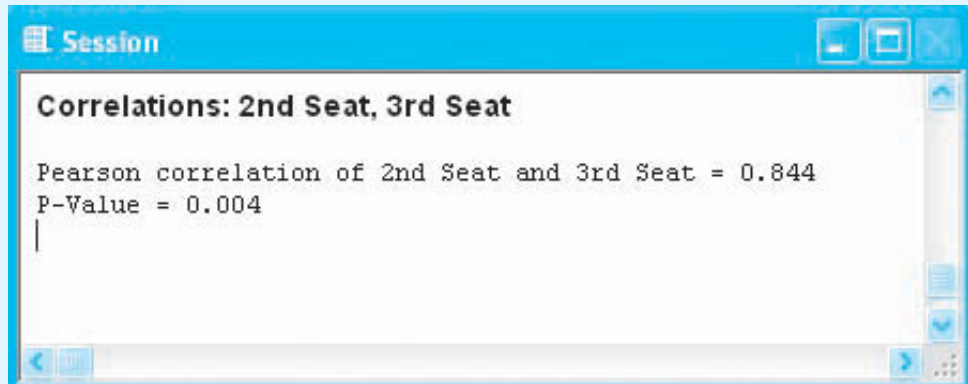 Session
Correlations: 2nd Seat, 3rd Seat
Pearson correlation of 2nd Seat and 3rd Seat = 0.844
P-Value = 0.004